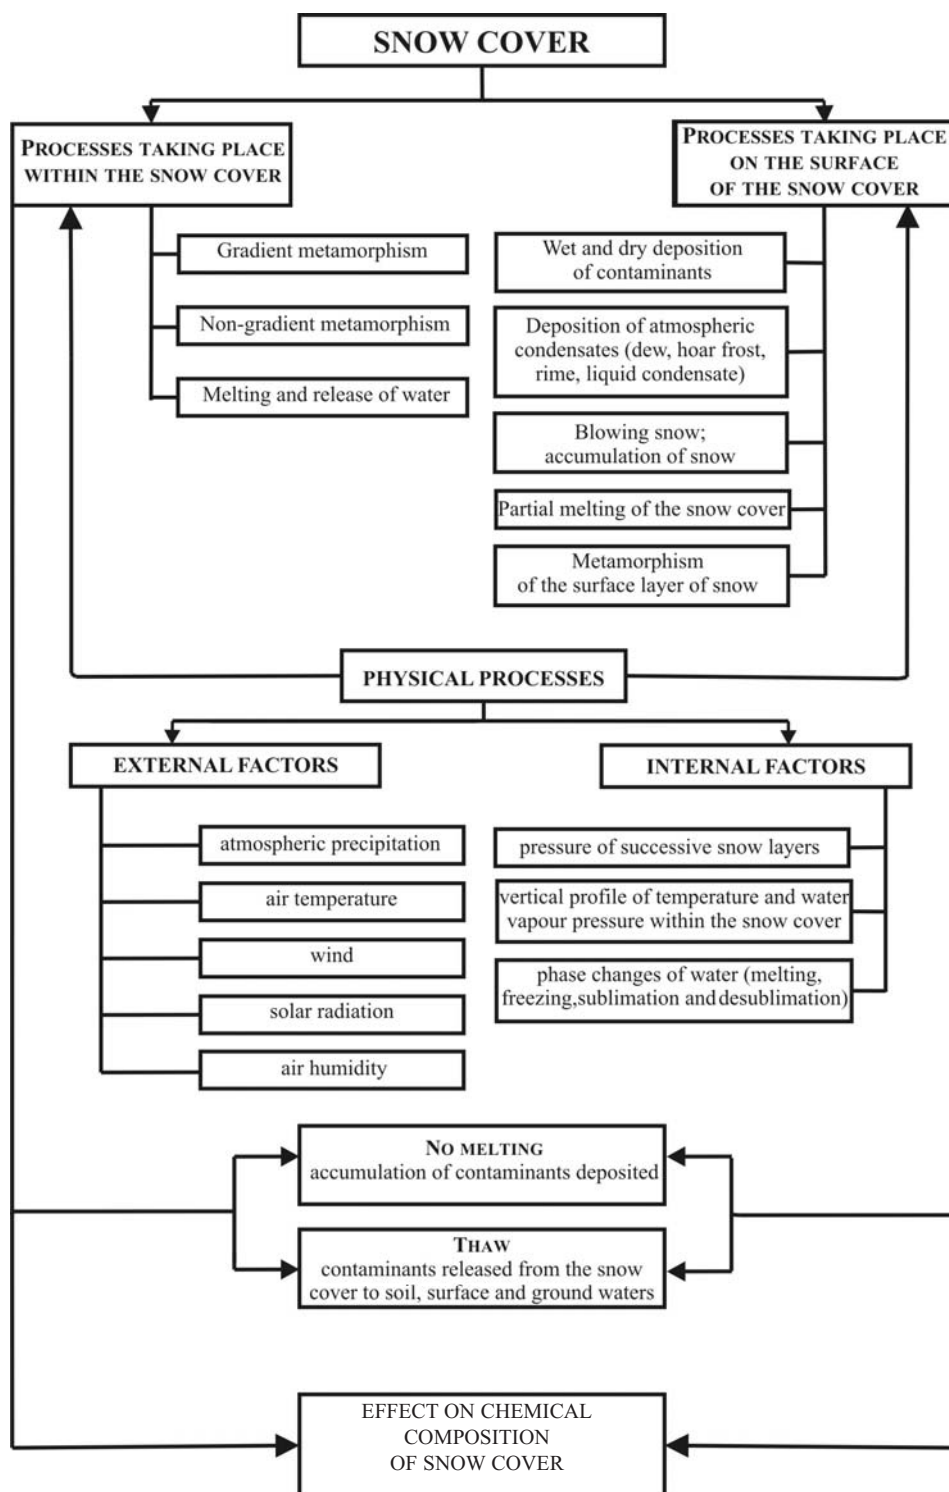 SNOW COVER
PROCESSES TAKING PLACE
WITHIN THE SNOW COVER
PROCESSES TAKING PLACE
ON THE SURFACE
OF THE SNOW COVER
Gradient metamorphism
Non-gradient metamorphism
Melting and release of water
Wet and dry deposition
of contaminants
Deposition of atmospheric
condensates (dew, hoar frost,
rime, liquid condensate)
Blowing snow;
accumulation of snow
Partial melting of the snow cover
Metamorphism
of the surface layer of snow
PHYSICAL PROCESSES
EXTERNAL FACTORS
INTERNAL FACTORS
atmospheric precipitation
air temperature
wind
solar radiation
air humidity
pressure of successive snow layers
vertical profile of temperature and water
vapour pressure within the snow cover
phase changes of water (melting,
freezing,sublimation and desublimation)
NO MELTING
accumulation of contaminants deposited
THAW
contaminants released from the snow
cover to soil, surface and ground waters
EFFECT ON CHEMICAL
COMPOSITION
OF SNOW COVER